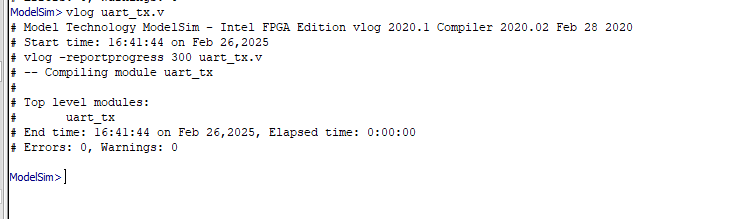 ModelSim> vlog uart_tx.v
# Model Technology ModelSim - Intel FPGA Edition vlog 2020.1 Compiler 2020.02 Feb 28 2020
# Start time: 16:41:44 on Feb 26,2025
# vlog -reportprogress 300 uart_tx.v
# -- Compiling module uart_tx
#
# Top level modules:
#       uart_tx
# End time: 16:41:44 on Feb 26,2025, Elapsed time: 0:00:00
# Errors: 0, Warnings: 0
ModelSim>